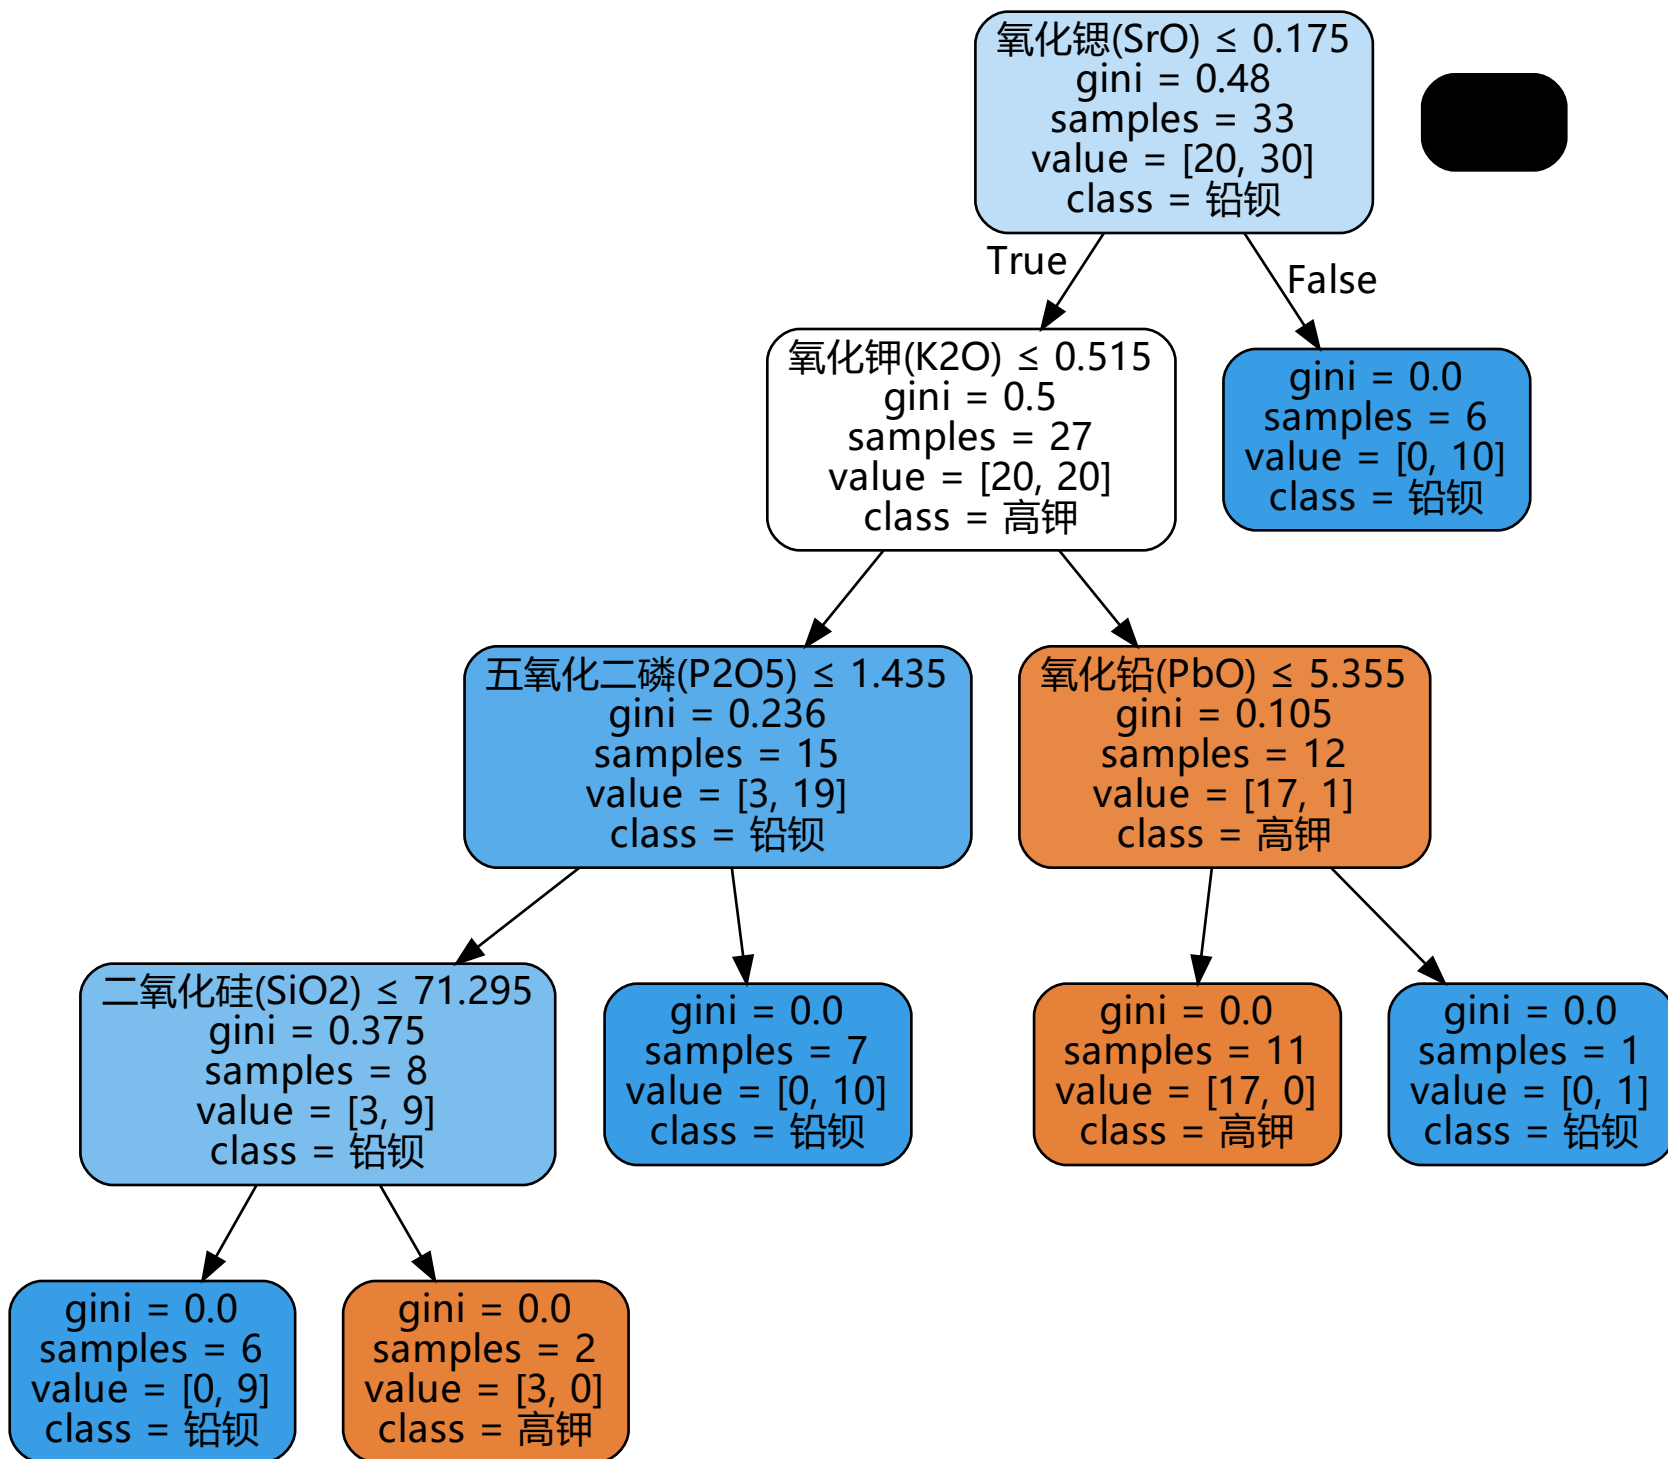 氧化锶(SrO) ≤ 0.175
gini = 0.48
samples = 33
value = [20, 30]
class = 铅钡
True
False
氧化钾(K2O) ≤ 0.515
gini = 0.5
samples = 27
value = [20, 20]
class = 高钾
gini = 0.0
samples = 6
value = [0, 10]
class = 铅钡
五氧化二磷(P2O5) ≤ 1.435
gini = 0.236
samples = 15
value = [3, 19]
class = 铅钡
氧化铅(PbO) ≤ 5.355
gini = 0.105
samples = 12
value = [17, 1]
class = 高钾
二氧化硅(SiO2) ≤ 71.295
gini = 0.375
samples = 8
value = [3, 9]
class = 铅钡
gini = 0.0
samples = 7
value = [0, 10]
class = 铅钡
gini = 0.0
samples = 11
value = [17, 0]
class = 高钾
gini = 0.0
samples = 1
value = [0, 1]
class = 铅钡
gini = 0.0
samples = 6
value = [0, 9]
class = 铅钡
gini = 0.0
samples = 2
value = [3, 0]
class = 高钾